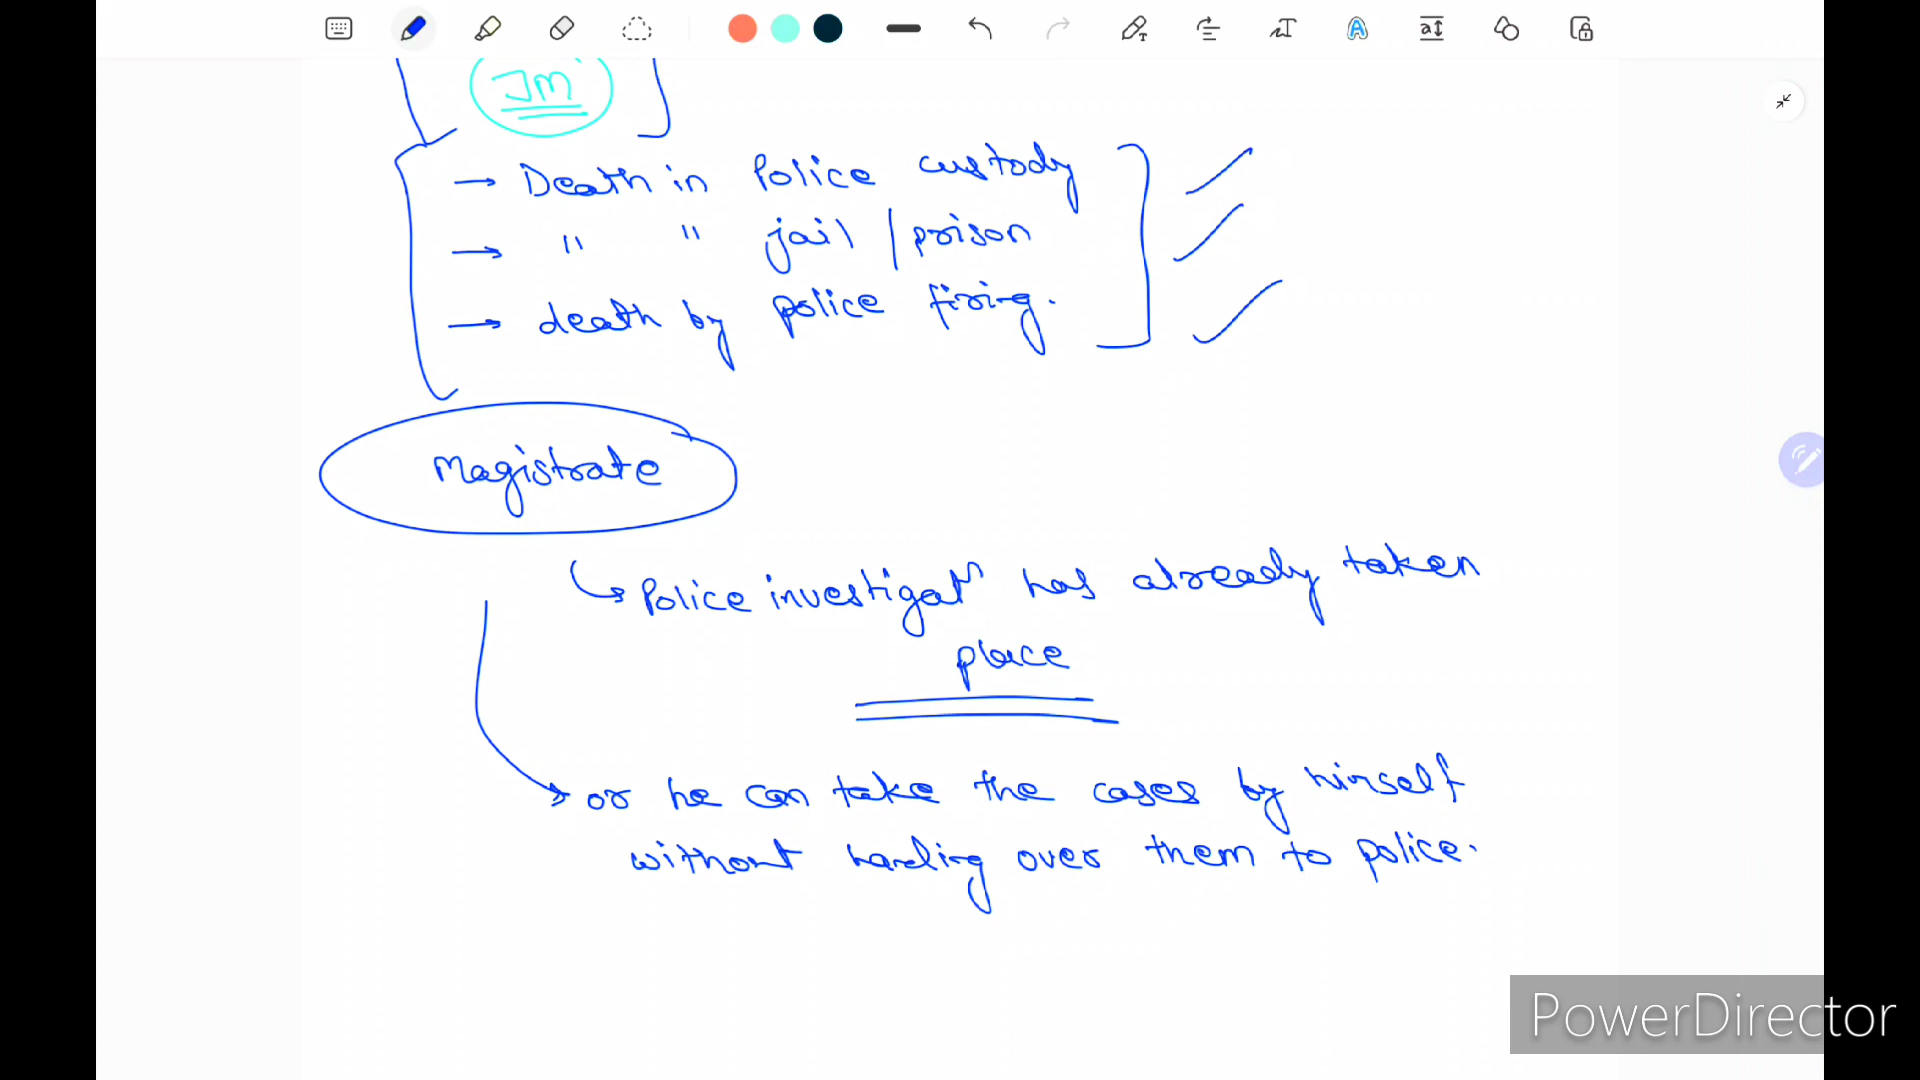 JM
→ Death in Police custody
→ " " jail / prison
→ death by police firing.
Magistrate
↳ Police investigatⁿ has already taken
place
→ or he can take the cases by himself
without handing over them to police.
PowerDirector